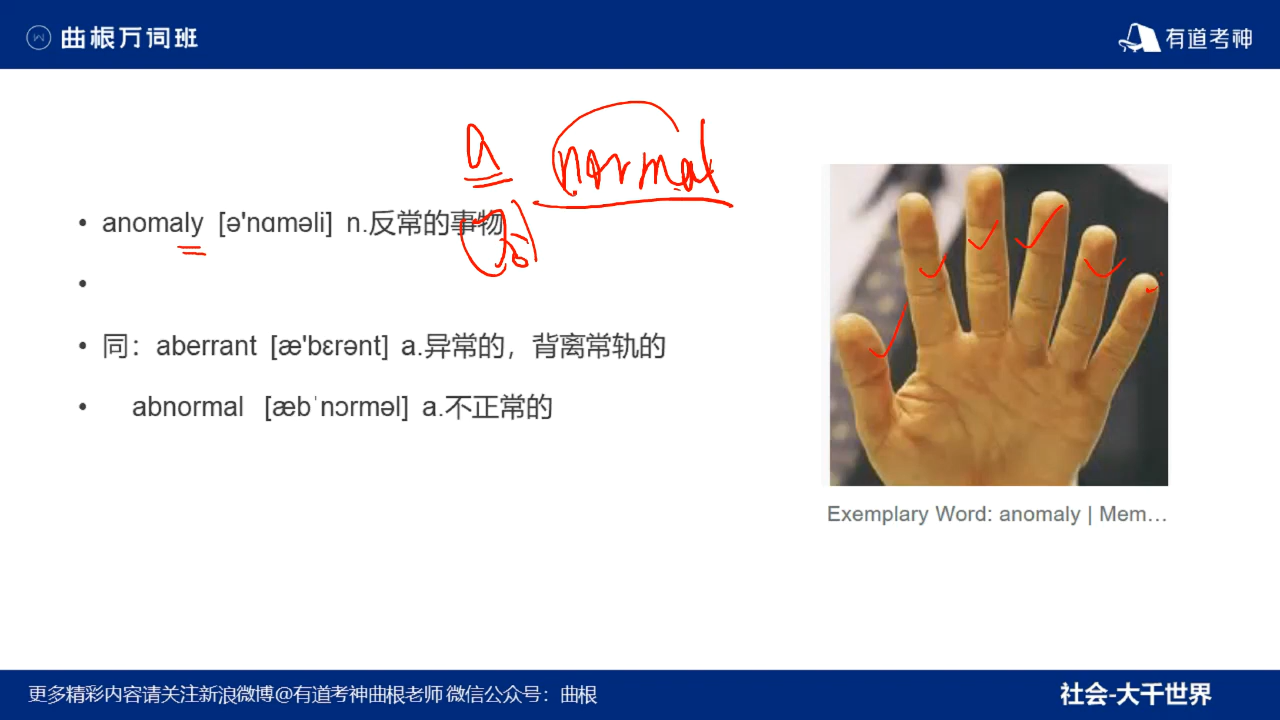 曲根万词班
有道考神
a normal
• anomaly [ə'nɑməli] n.反常的事物
•
• 同：aberrant [æ'bɛrənt] a.异常的，背离常轨的
• abnormal [æbˈnɔrməl] a.不正常的
Exemplary Word: anomaly | Mem…
更多精彩内容请关注新浪微博@有道考神曲根老师 微信公众号：曲根
社会-大千世界